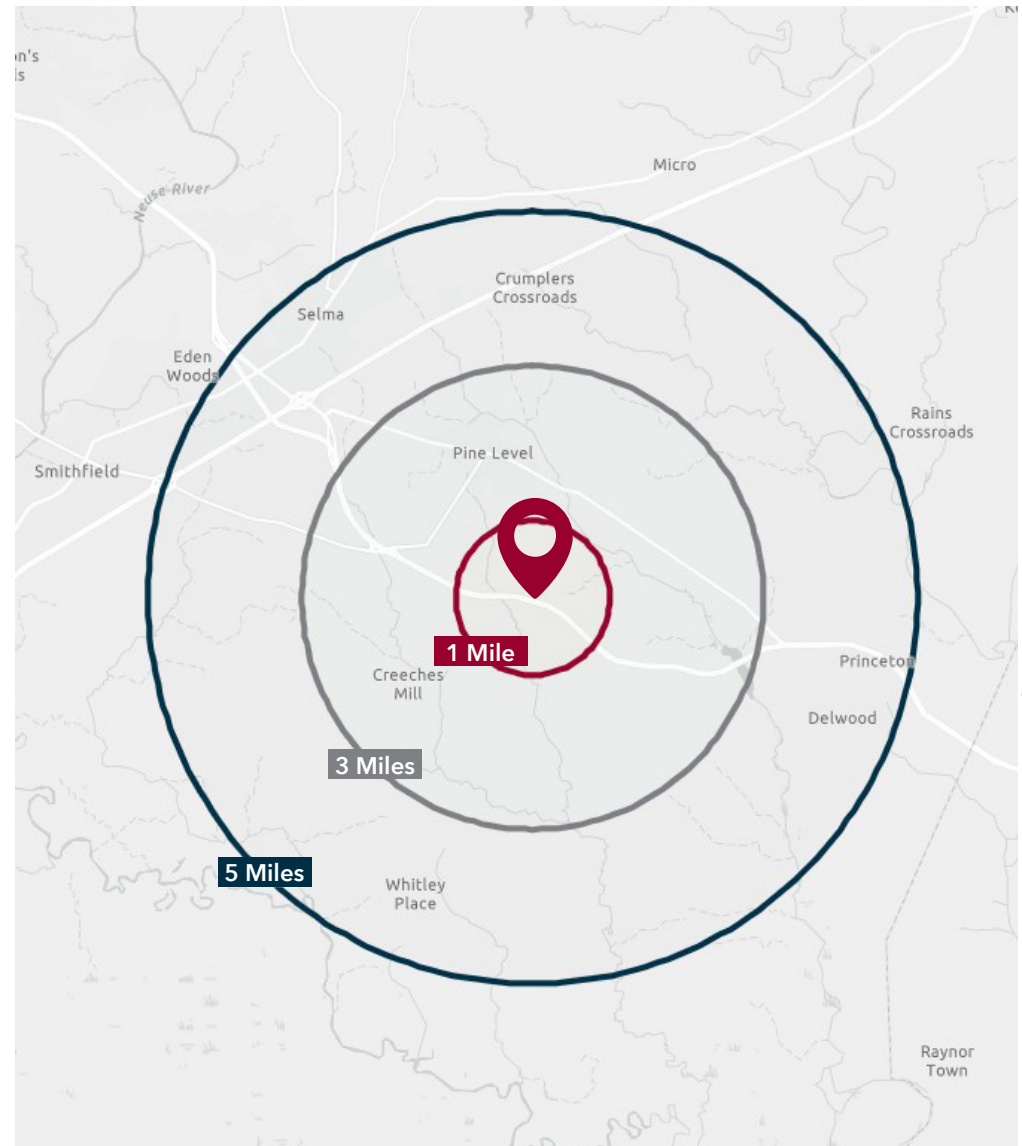 Micro
Neuse River
Crumplers
Crossroads
Selma
Eden
Woods
Rains
Crossroads
Pine Level
Smithfield
1 Mile
Princeton
Creeches
Mill
Delwood
3 Miles
5 Miles
Whitley
Place
Raynor
Town